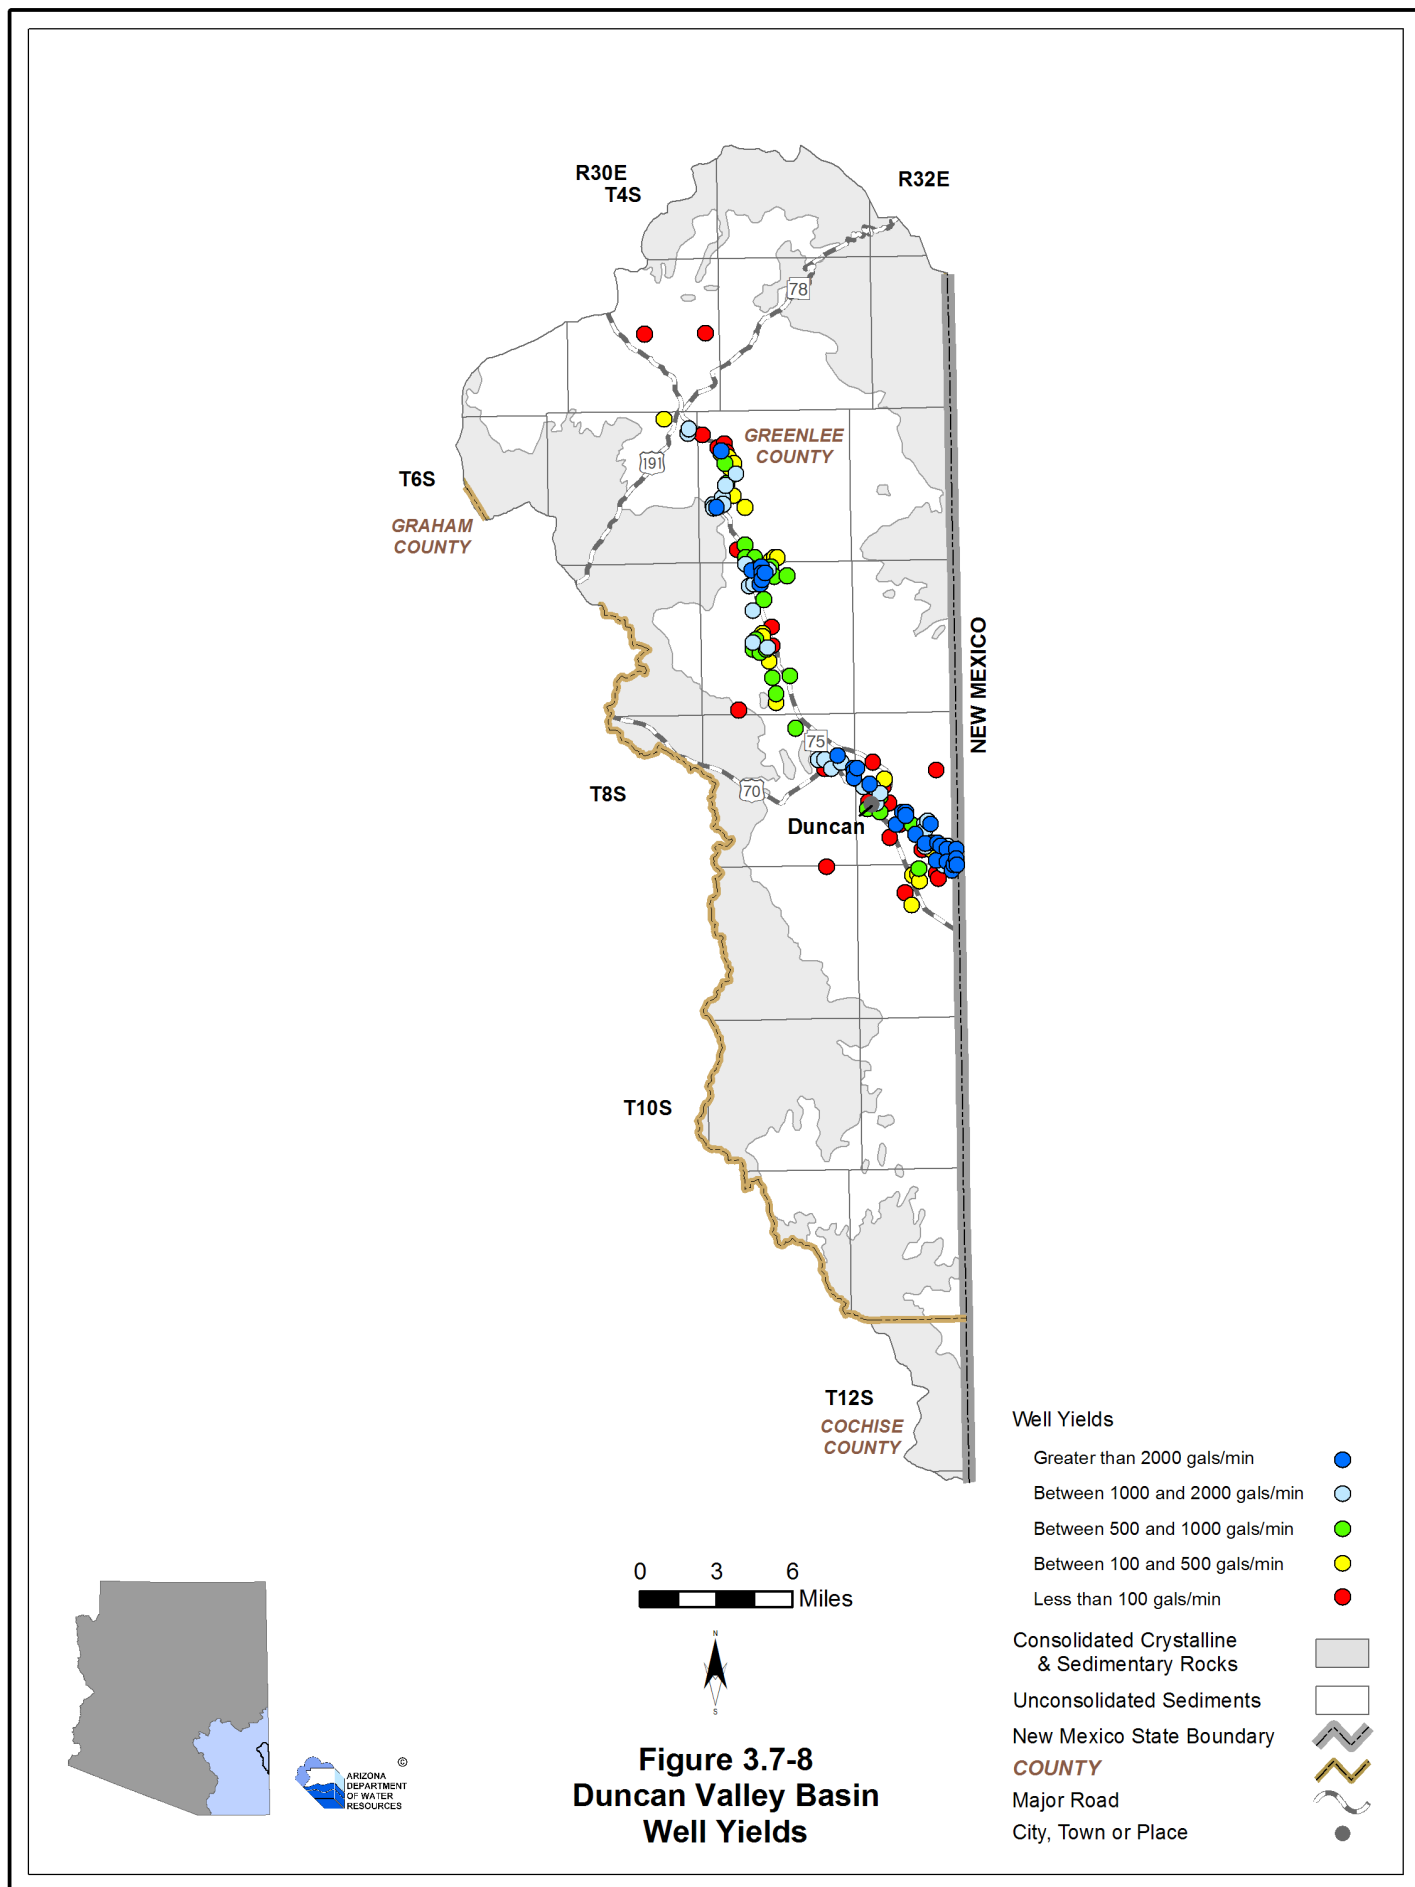 R30E
T4S
R32E
78
GREENLEE
COUNTY
191
T6S
GRAHAM
COUNTY
NEW MEXICO
75
70
T8S
Duncan
T10S
T12S
COCHISE
COUNTY
Well Yields
Greater than 2000 gals/min
Between 1000 and 2000 gals/min
Between 500 and 1000 gals/min
Between 100 and 500 gals/min
Less than 100 gals/min
Consolidated Crystalline
& Sedimentary Rocks
Unconsolidated Sediments
New Mexico State Boundary
COUNTY
Major Road
City, Town or Place
0 3 6
Miles
N
S
©
ARIZONA
DEPARTMENT
OF WATER
RESOURCES
Figure 3.7-8
Duncan Valley Basin
Well Yields